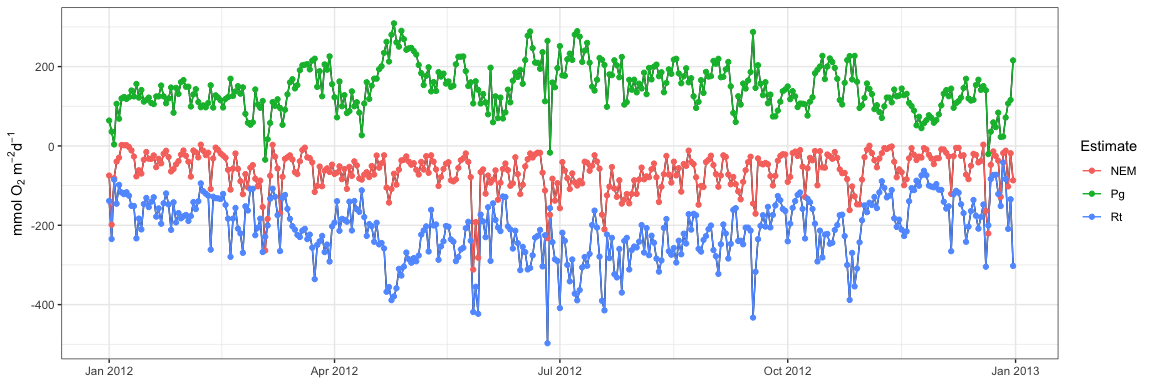 mmol O₂ m⁻²d⁻¹
200
0
-200
-400
Jan 2012
Apr 2012
Jul 2012
Oct 2012
Jan 2013
Estimate
NEM
Pg
Rt